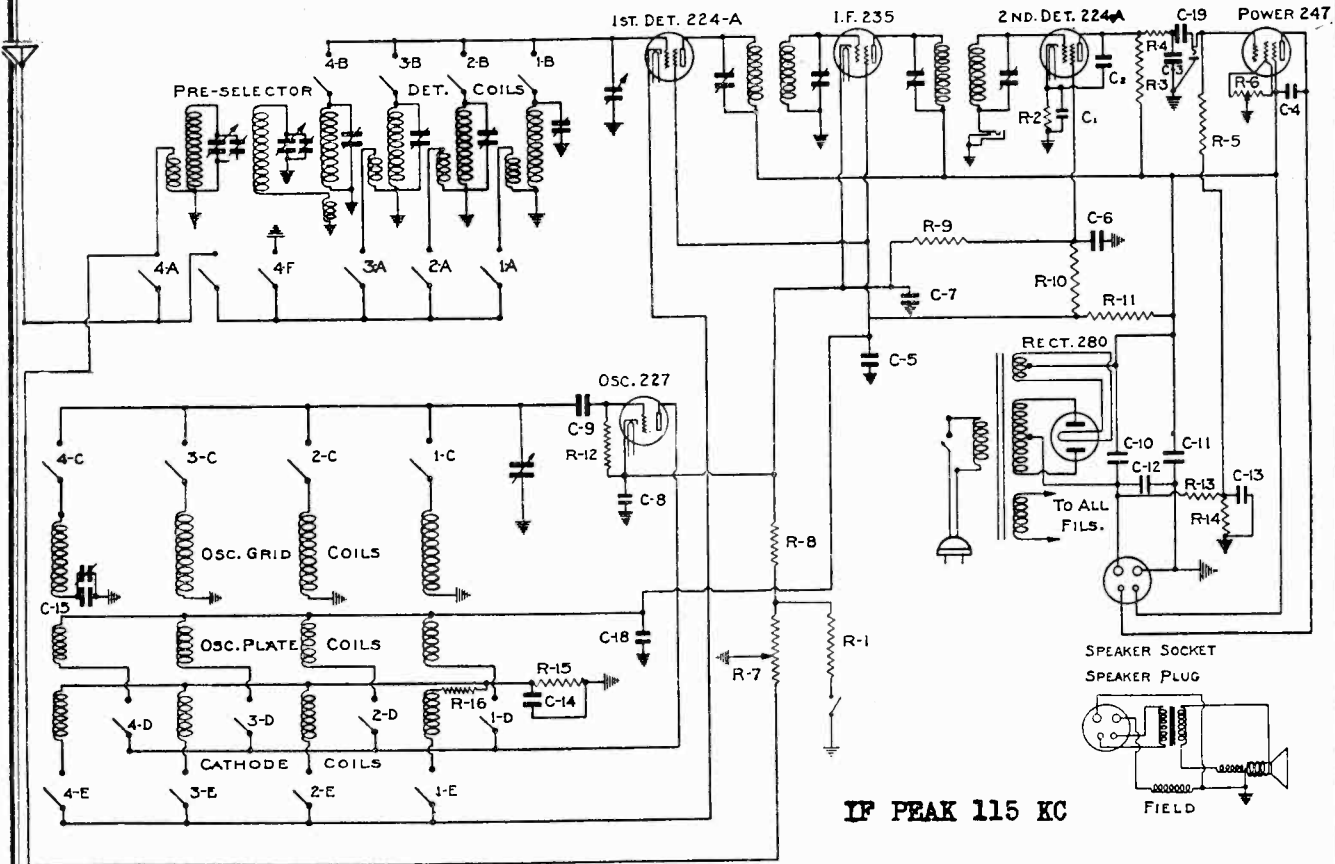 1ST. DET. 224-A
I.F. 235
2ND. DET. 224-A
C-19
POWER 247
4-B
3-B
2-B
1-B
R-4
C-3
R-3
R-6
C-4
PRE-SELECTOR
DET. COILS
C2
R-2
C1
R-5
4-A
4-F
3-A
2-A
1-A
R-9
C-6
R-10
C-7
R-11
C-5
RECT. 280
OSC. 227
C-9
R-12
C-8
4-C
3-C
2-C
1-C
C-10
C-11
C-12
R-13
C-13
R-14
TO ALL
FILS.
R-8
OSC. GRID COILS
C-15
OSC. PLATE COILS
C-18
R-7
R-1
R-15
R-16
C-14
4-D
3-D
2-D
1-D
CATHODE COILS
4-E
3-E
2-E
1-E
SPEAKER SOCKET
SPEAKER PLUG
FIELD
IF PEAK 115 KC